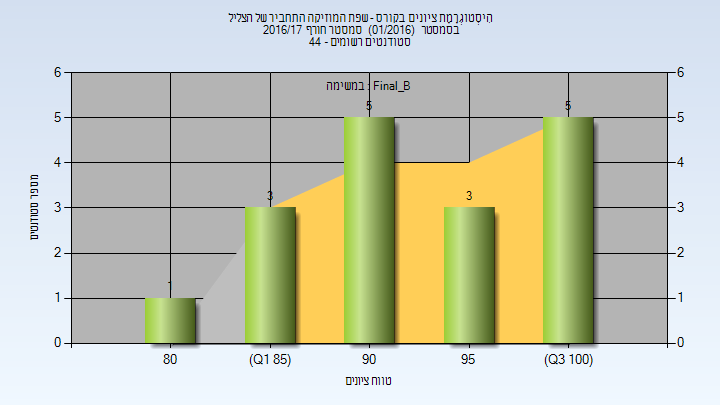 הִיסְטוֹגְרָמַת ציונים בקורס - שפת המוזיקה התחביר של הצליל
בסמסטר (01/2016) סמסטר חורף 2016/17
סטודנטים רשומים - 44
במשימה : Final_B
6 6
5 5
4 4
3 3
2 2
1 1
0 0
1 3 5 3 5
מספר סטודנטים
80 (Q1 85) 90 95 (Q3 100)
טווח ציונים